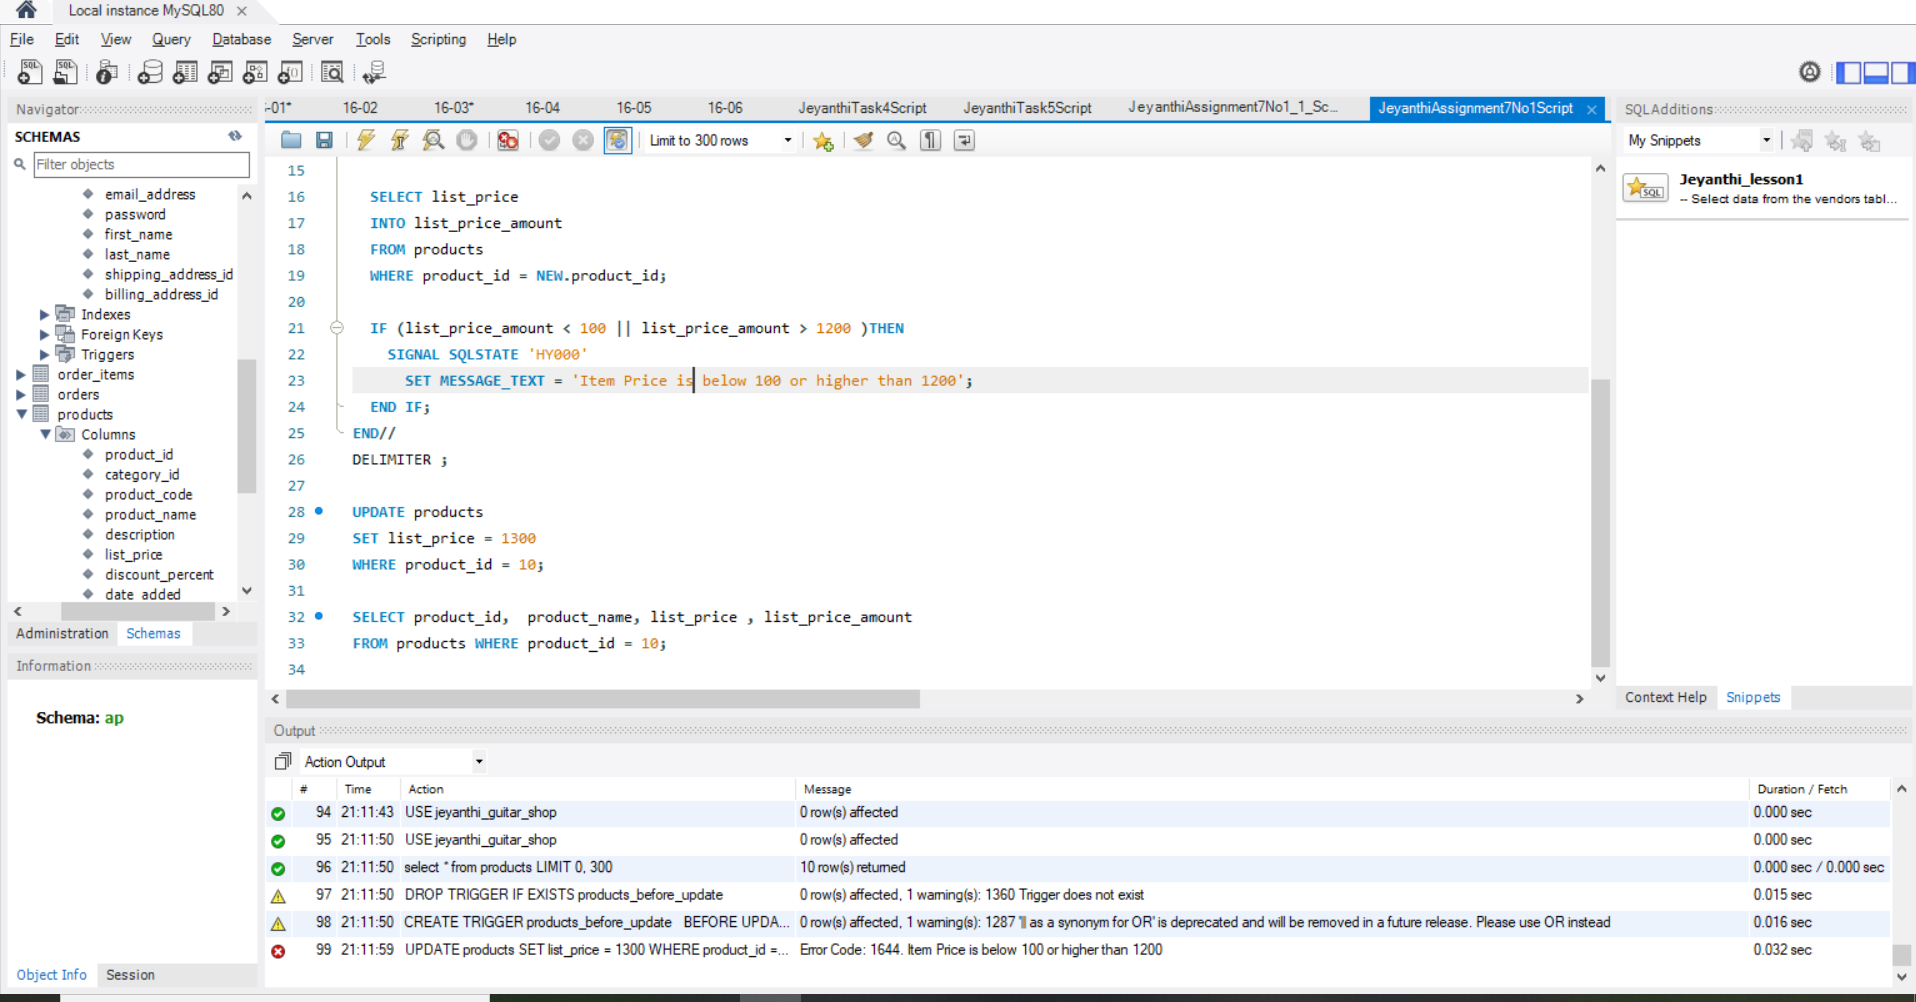 Local instance MySQL80
File Edit View Query Database Server Tools Scripting Help
Navigator
SCHEMAS
Filter objects
email_address
password
first_name
last_name
shipping_address_id
billing_address_id
Indexes
Foreign Keys
Triggers
order_items
orders
products
Columns
product_id
category_id
product_code
product_name
description
list_price
discount_percent
date_added
Administration Schemas
Information
Schema: ap
Object Info Session
-01* 16-02 16-03* 16-04 16-05 16-06 JeyanthiTask4Script JeyanthiTask5Script JeyanthiAssignment7No1_1_Sc... JeyanthiAssignment7No1Script
Limit to 300 rows
15
16 SELECT list_price
17 INTO list_price_amount
18 FROM products
19 WHERE product_id = NEW.product_id;
20
21 IF (list_price_amount < 100 || list_price_amount > 1200 )THEN
22 SIGNAL SQLSTATE 'HY000'
23 SET MESSAGE_TEXT = 'Item Price is below 100 or higher than 1200';
24 END IF;
25 END//
26 DELIMITER ;
27
28 UPDATE products
29 SET list_price = 1300
30 WHERE product_id = 10;
31
32 SELECT product_id, product_name, list_price , list_price_amount
33 FROM products WHERE product_id = 10;
34
SQLAdditions
My Snippets
SQL
Jeyanthi_lesson1
-- Select data from the vendors tabl...
Context Help Snippets
Output
Action Output
# Time Action Message Duration / Fetch
94 21:11:43 USE jeyanthi_guitar_shop 0 row(s) affected 0.000 sec
95 21:11:50 USE jeyanthi_guitar_shop 0 row(s) affected 0.000 sec
96 21:11:50 select * from products LIMIT 0, 300 10 row(s) returned 0.000 sec / 0.000 sec
97 21:11:50 DROP TRIGGER IF EXISTS products_before_update 0 row(s) affected, 1 warning(s): 1360 Trigger does not exist 0.015 sec
98 21:11:50 CREATE TRIGGER products_before_update BEFORE UPDA... 0 row(s) affected, 1 warning(s): 1287 '|| as a synonym for OR' is deprecated and will be removed in a future release. Please use OR instead 0.016 sec
99 21:11:59 UPDATE products SET list_price = 1300 WHERE product_id =... Error Code: 1644. Item Price is below 100 or higher than 1200 0.032 sec